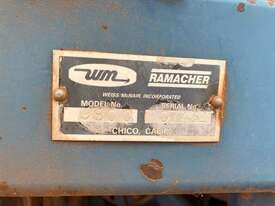 WM RAMACHER
WEISS/McNAIR, INCORPORATED
MODEL No. SERIAL No.
CHICO, CALIF.